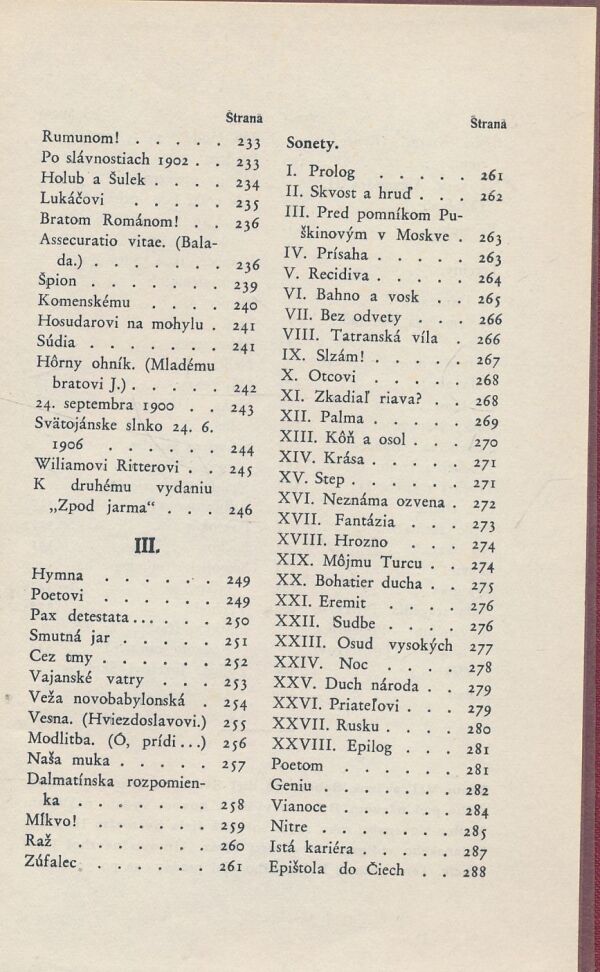 Štrana
Rumunom! . . . . . 233
Po slávnostiach 1902 . . 233
Holub a Šulek . . . . 234
Lukáčovi . . . . . 235
Bratom Románom! . . 236
Assecuratio vitae. (Bala-
da.) . . . . . . . 236
Špion . . . . . . . 239
Komenskému . . . . 240
Hosudarovi na mohylu . 241
Súdia . . . . . . . 241
Hôrny ohník. (Mladému
bratovi J.) . . . . . 242
24. septembra 1900 . . 243
Svätojánske slnko 24. 6.
1906 . . . . . . 244
Wiliamovi Ritterovi . . 245
K druhému vydaniu
„Zpod jarma“ . . . 246
III.
Hymna . . . . . . 249
Poetovi . . . . . . 249
Pax detestata... . . . 250
Smutná jar . . . . . 251
Cez tmy . . . . . . 252
Vajanské vatry . . . 253
Veža novobabylonská . 254
Vesna. (Hviezdoslavovi.) 255
Modlitba. (Ó, prídi...) 256
Naša muka . . . . . 257
Dalmatínska rozpomien-
ka . . . . . . . 258
Mĺkvo! . . . . . . 259
Raž . . . . . . . 260
Zúfalec . . . . . . 261
Štrana
Sonety.
I. Prolog . . . . . 261
II. Skvost a hruď . . . 262
III. Pred pomníkom Pu-
škinovým v Moskve . 263
IV. Prísaha . . . . . 263
V. Recidiva . . . . . 264
VI. Bahno a vosk . . 265
VII. Bez odvety . . . 266
VIII. Tatranská víla . 266
IX. Slzám! . . . . . 267
X. Otcovi . . . . . 268
XI. Zkadiaľ riava? . . 268
XII. Palma . . . . . 269
XIII. Kôň a osol . . . 270
XIV. Krása . . . . . 271
XV. Step . . . . . . 271
XVI. Neznáma ozvena . 272
XVII. Fantázia . . . 273
XVIII. Hrozno . . . 274
XIX. Môjmu Turcu . . 274
XX. Bohatier ducha . . 275
XXI. Eremit . . . . 276
XXII. Sudbe . . . . 276
XXIII. Osud vysokých 277
XXIV. Noc . . . . 278
XXV. Duch národa . . 279
XXVI. Priateľovi . . . 279
XXVII. Rusku . . . . 280
XXVIII. Epilog . . . 281
Poetom . . . . . . 281
Geniu . . . . . . . 282
Vianoce . . . . . . 284
Nitre . . . . . . . 285
Istá kariéra . . . . . 287
Epištola do Čiech . . 288